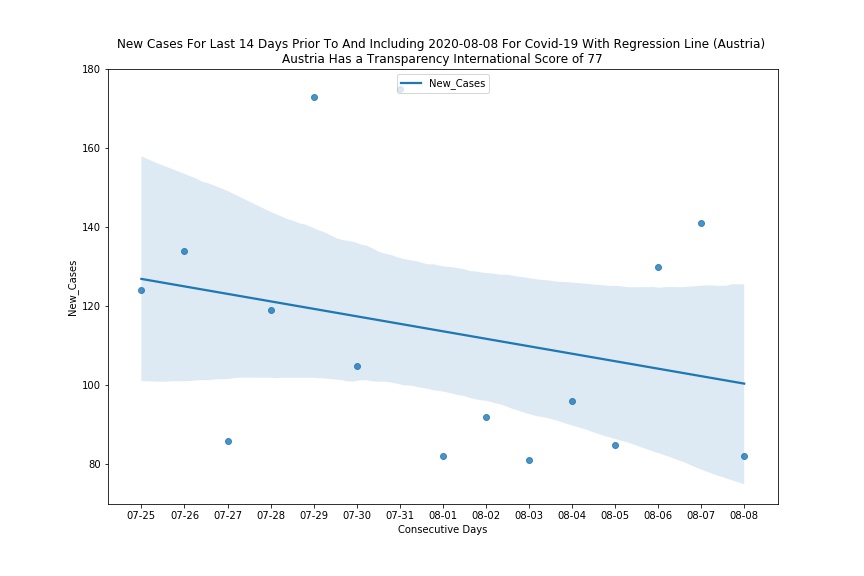 New Cases For Last 14 Days Prior To And Including 2020-08-08 For Covid-19 With Regression Line (Austria)
Austria Has a Transparency International Score of 77
New_Cases
180
160
140
120
100
80
New_Cases
07-25 07-26 07-27 07-28 07-29 07-30 07-31 08-01 08-02 08-03 08-04 08-05 08-06 08-07 08-08
Consecutive Days